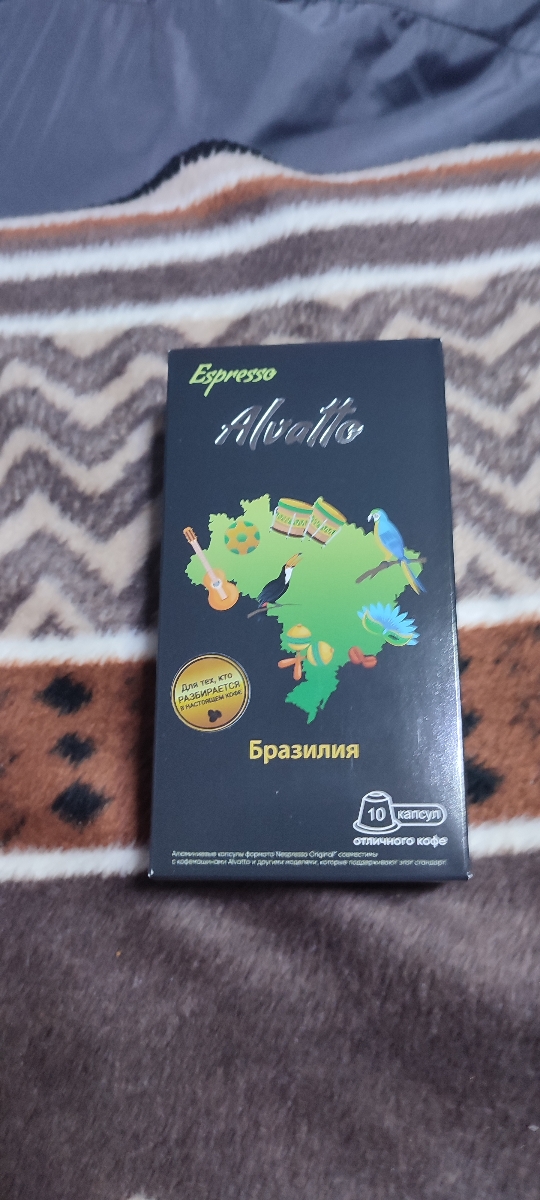 Espresso
Alvatto
Для тех, кто
РАЗБИРАЕТСЯ
В НАСТОЯЩЕМ КОФЕ
Бразилия
10 капсул
отличного кофе
Алюминиевые капсулы формата Nespresso Original* совместимы
с кофемашинами Alvatto и другими моделями, которые поддерживают этот стандарт.